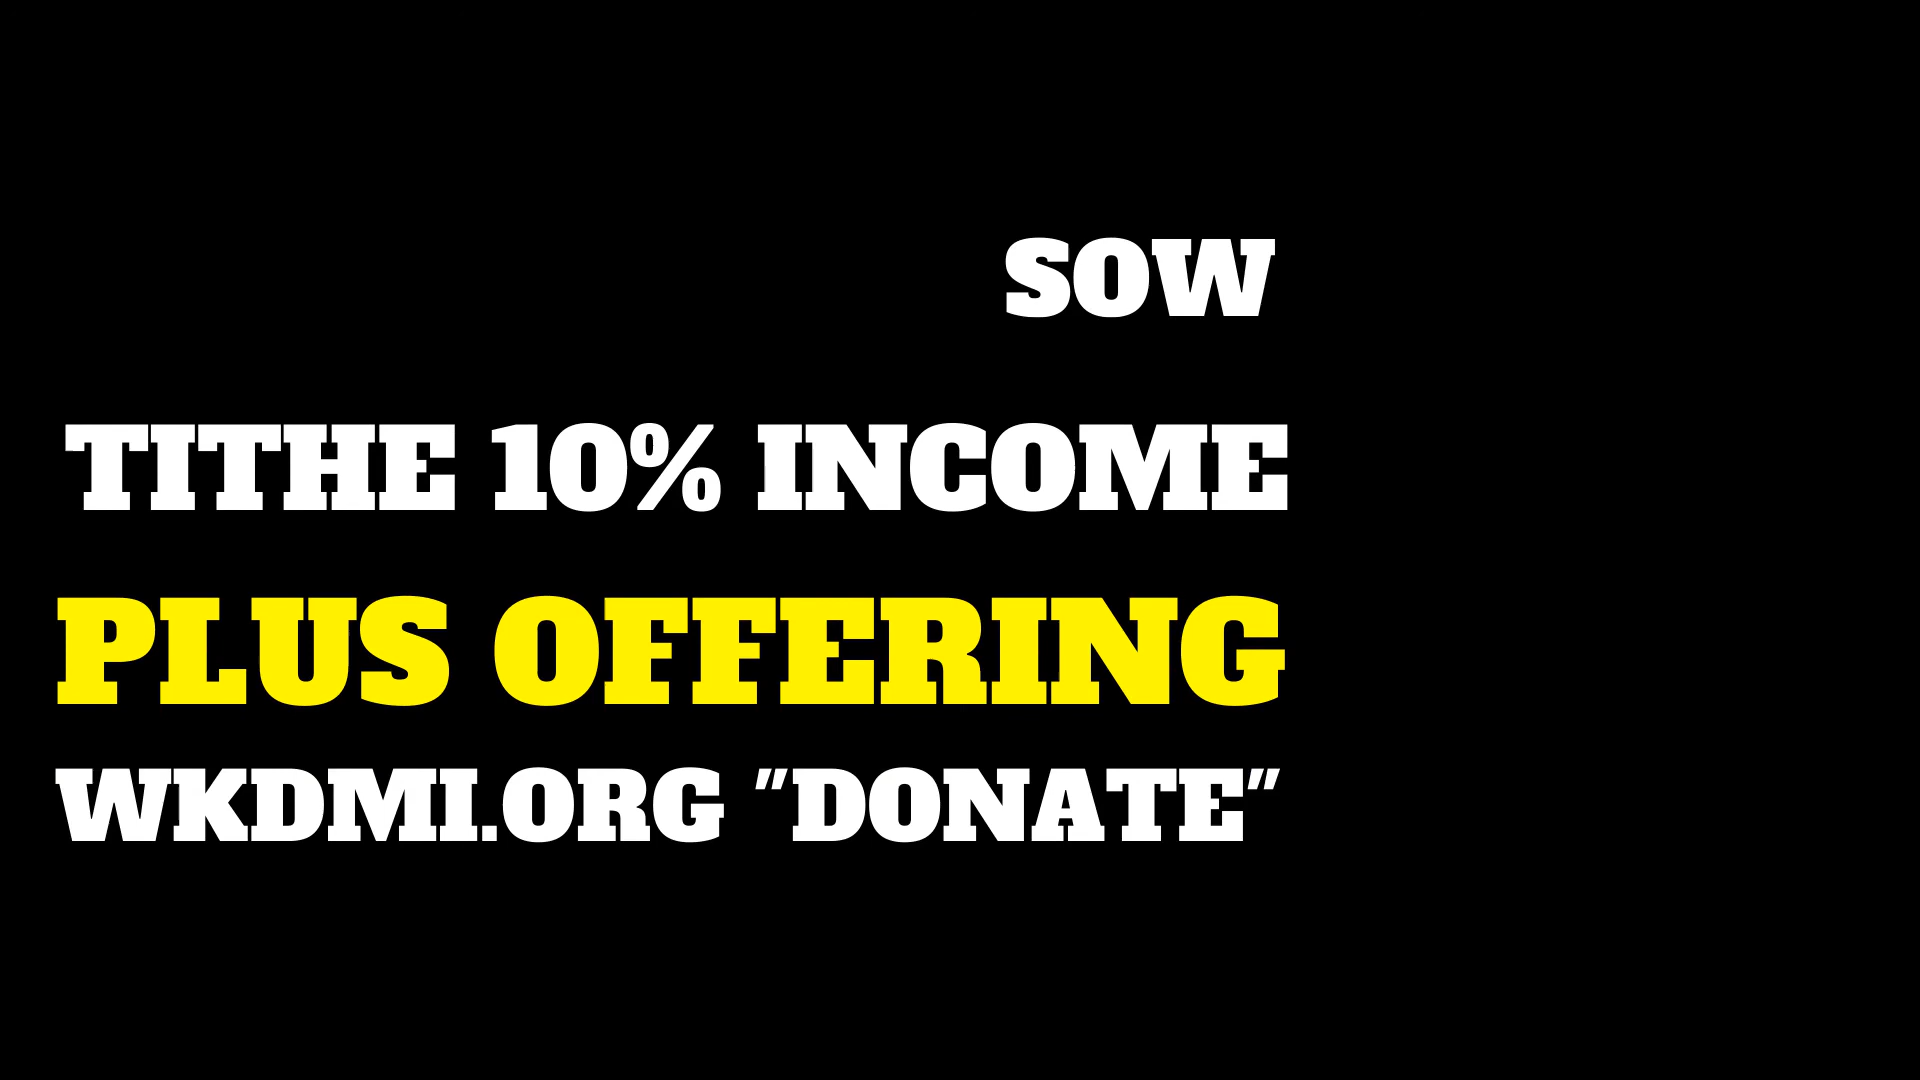 SOW
TITHE 10% INCOME
PLUS OFFERING
WKDMI.ORG "DONATE"